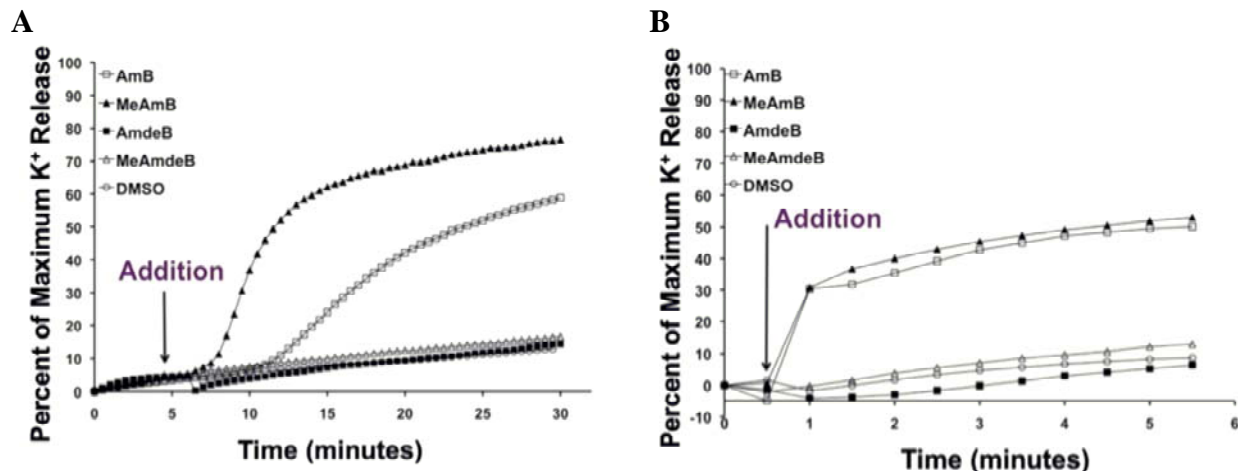 A
Percent of Maximum K⁺ Release
100
90
80
70
60
50
40
30
20
10
0
AmB
MeAmB
AmdeB
MeAmdeB
DMSO
Addition
0
5
10
15
20
25
30
Time (minutes)
B
Percent of Maximum K⁺ Release
100
90
80
70
60
50
40
30
20
10
0
-10
AmB
MeAmB
AmdeB
MeAmdeB
DMSO
Addition
0
1
2
3
4
5
6
Time (minutes)